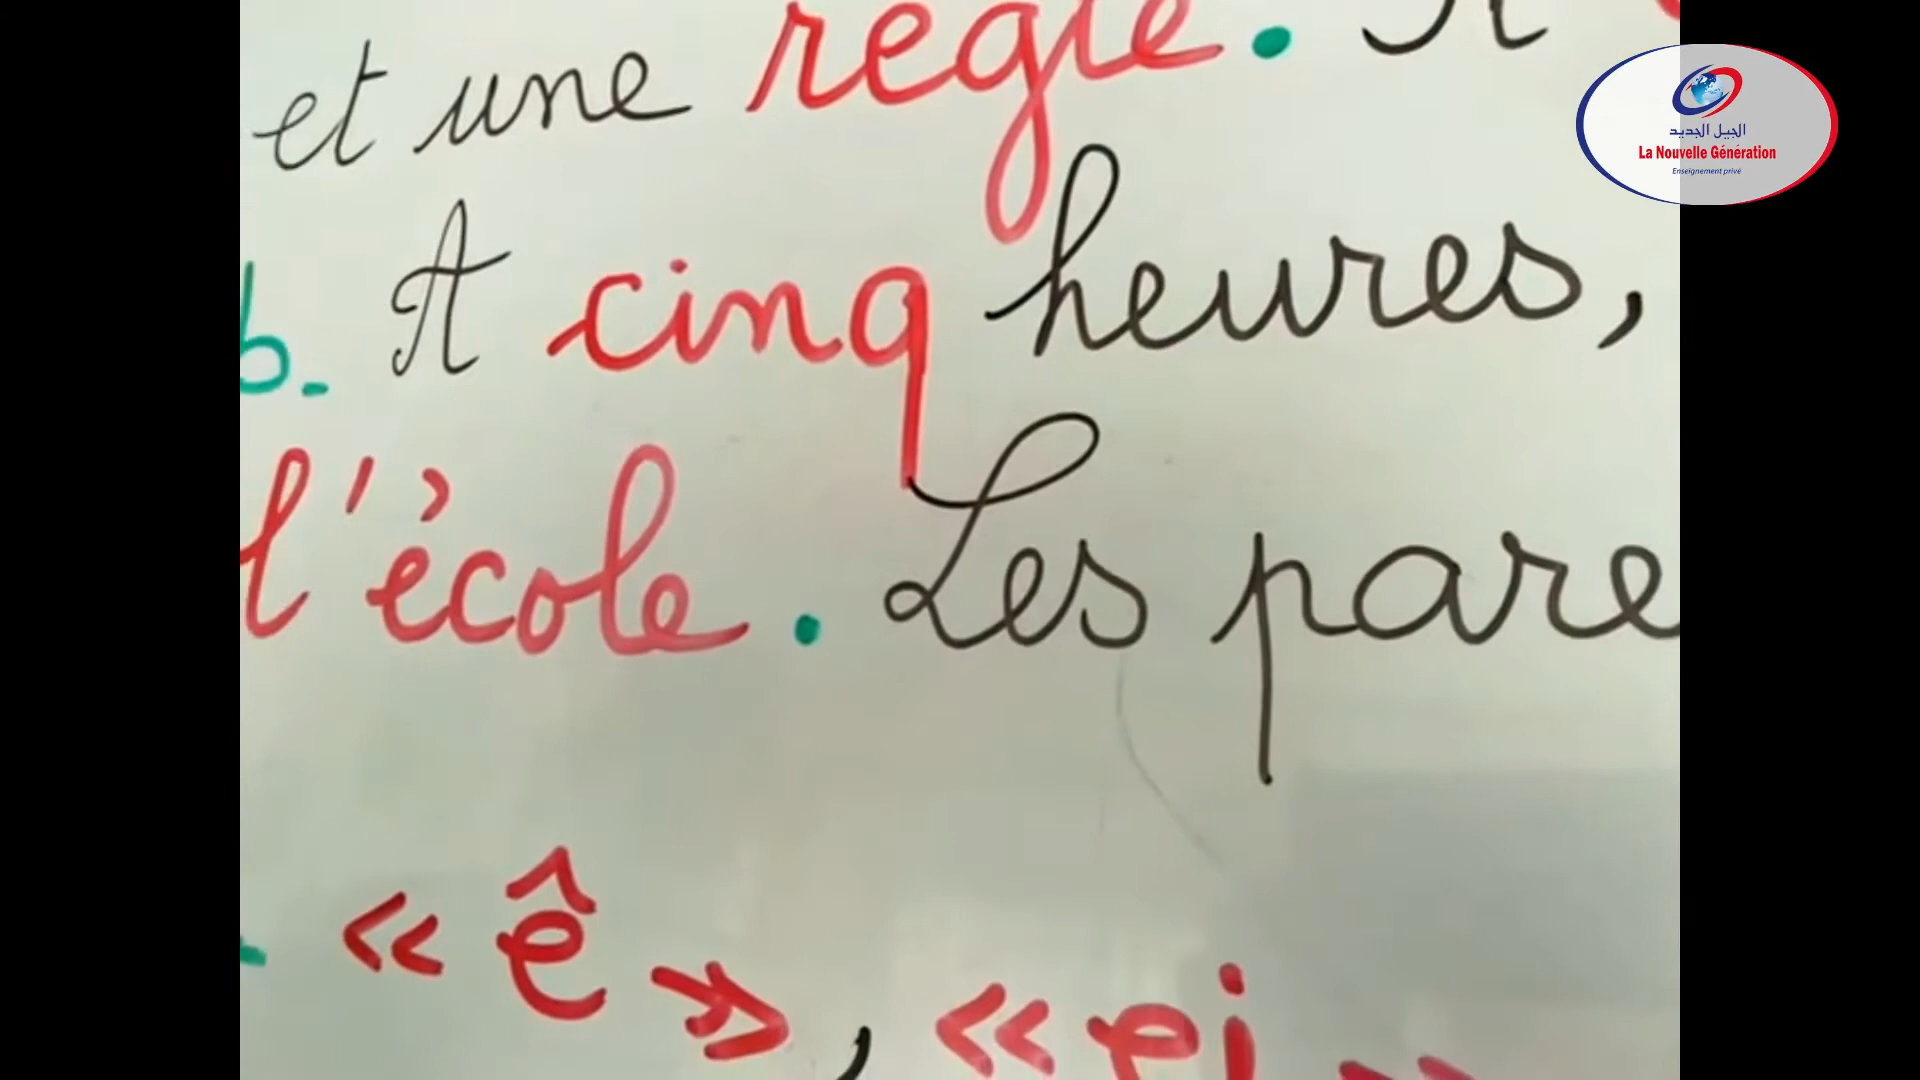 et une règle.
b. A cinq heures,
l'école. Les pare
« ê », « ei »
الجيل الجديد
La Nouvelle Génération
Enseignement privé